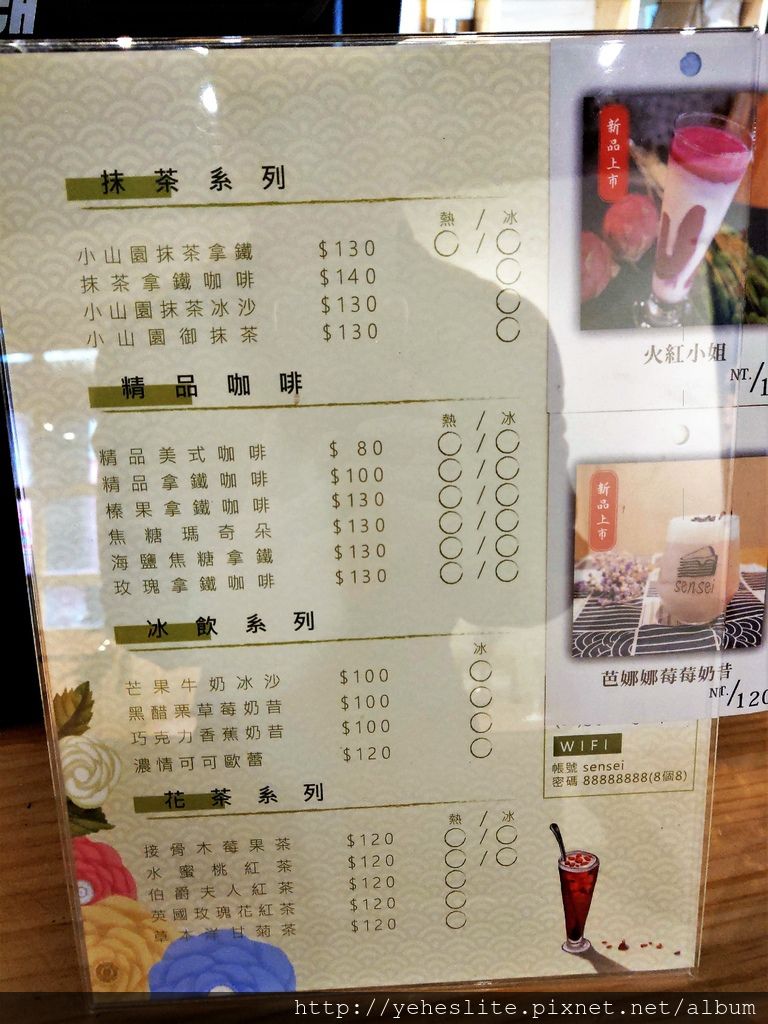 CH
抹茶系列
熱 / 冰
小山園抹茶拿鐵 $130 ○ / ○
抹茶拿鐵咖啡 $140 ○
小山園抹茶冰沙 $130 ○
小山園御抹茶 $130 ○
精品咖啡
熱 / 冰
精品美式咖啡 $ 80 ○ / ○
精品拿鐵咖啡 $100 ○ / ○
榛果拿鐵咖啡 $130 ○ / ○
焦糖瑪奇朵 $130 ○ / ○
海鹽焦糖拿鐵 $130 ○ / ○
玫瑰拿鐵咖啡 $130 ○ / ○
冰飲系列
冰
芒果牛奶冰沙 $100 ○
黑醋栗草莓奶昔 $100 ○
巧克力香蕉奶昔 $100 ○
濃情可可歐蕾 $120 ○
花茶系列
熱 / 冰
接骨木莓果茶 $120 ○ / ○
水蜜桃紅茶 $120 ○ / ○
伯爵夫人紅茶 $120 ○
英國玫瑰花紅茶 $120 ○
草本洋甘菊茶 $120 ○
新品上市
火紅小姐
NT./1
新品上市
sensei
芭娜娜莓莓奶昔
NT./120
WIFI
帳號 sensei
密碼 88888888(8個8)
http://yeheslite.pixnet.net/album